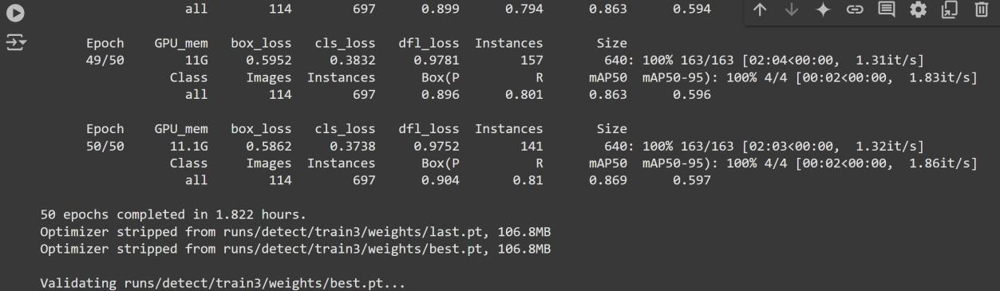 all 114 697 0.899 0.794 0.863 0.594
Epoch GPU_mem box_loss cls_loss dfl_loss Instances Size
49/50 11G 0.5952 0.3832 0.9781 157 640: 100% 163/163 [02:04<00:00, 1.31it/s]
Class Images Instances Box(P R mAP50 mAP50-95): 100% 4/4 [00:02<00:00, 1.83it/s]
all 114 697 0.896 0.801 0.863 0.596
Epoch GPU_mem box_loss cls_loss dfl_loss Instances Size
50/50 11.1G 0.5862 0.3738 0.9752 141 640: 100% 163/163 [02:03<00:00, 1.32it/s]
Class Images Instances Box(P R mAP50 mAP50-95): 100% 4/4 [00:02<00:00, 1.86it/s]
all 114 697 0.904 0.81 0.869 0.597
50 epochs completed in 1.822 hours.
Optimizer stripped from runs/detect/train3/weights/last.pt, 106.8MB
Optimizer stripped from runs/detect/train3/weights/best.pt, 106.8MB
Validating runs/detect/train3/weights/best.pt...